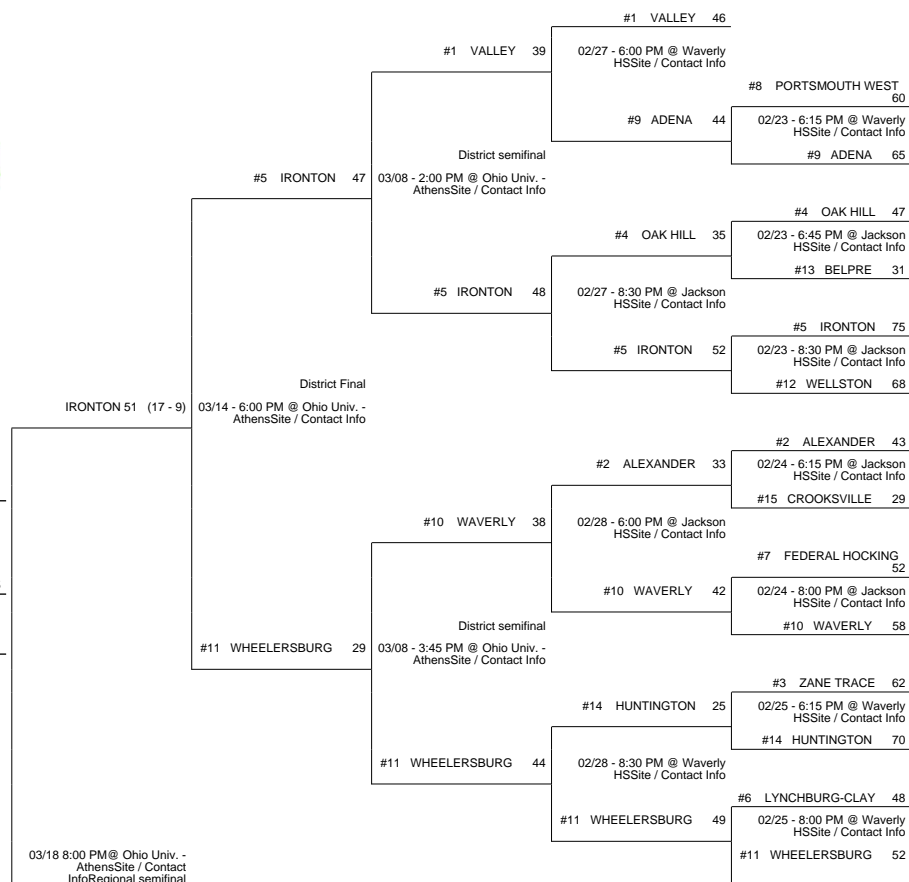 #1 VALLEY 46
#1 VALLEY 39
02/27 - 6:00 PM @ Waverly
HSSite / Contact Info
#8 PORTSMOUTH WEST
60
#9 ADENA 44
02/23 - 6:15 PM @ Waverly
HSSite / Contact Info
District semifinal
#9 ADENA 65
#5 IRONTON 47
03/08 - 2:00 PM @ Ohio Univ. -
AthensSite / Contact Info
#4 OAK HILL 47
#4 OAK HILL 35
02/23 - 6:45 PM @ Jackson
HSSite / Contact Info
#13 BELPRE 31
#5 IRONTON 48
02/27 - 8:30 PM @ Jackson
HSSite / Contact Info
#5 IRONTON 75
#5 IRONTON 52
02/23 - 8:30 PM @ Jackson
HSSite / Contact Info
District Final
#12 WELLSTON 68
IRONTON 51 (17 - 9)
03/14 - 6:00 PM @ Ohio Univ. -
AthensSite / Contact Info
#2 ALEXANDER 43
#2 ALEXANDER 33
02/24 - 6:15 PM @ Jackson
HSSite / Contact Info
#15 CROOKSVILLE 29
#10 WAVERLY 38
02/28 - 6:00 PM @ Jackson
HSSite / Contact Info
#7 FEDERAL HOCKING
52
#10 WAVERLY 42
02/24 - 8:00 PM @ Jackson
HSSite / Contact Info
District semifinal
#10 WAVERLY 58
#11 WHEELERSBURG 29
03/08 - 3:45 PM @ Ohio Univ. -
AthensSite / Contact Info
#3 ZANE TRACE 62
#14 HUNTINGTON 25
02/25 - 6:15 PM @ Waverly
HSSite / Contact Info
#14 HUNTINGTON 70
#11 WHEELERSBURG 44
02/28 - 8:30 PM @ Waverly
HSSite / Contact Info
#6 LYNCHBURG-CLAY 48
#11 WHEELERSBURG 49
02/25 - 8:00 PM @ Waverly
HSSite / Contact Info
#11 WHEELERSBURG 52
03/18 8:00 PM@ Ohio Univ. -
AthensSite / Contact
InfoRegional semifinal